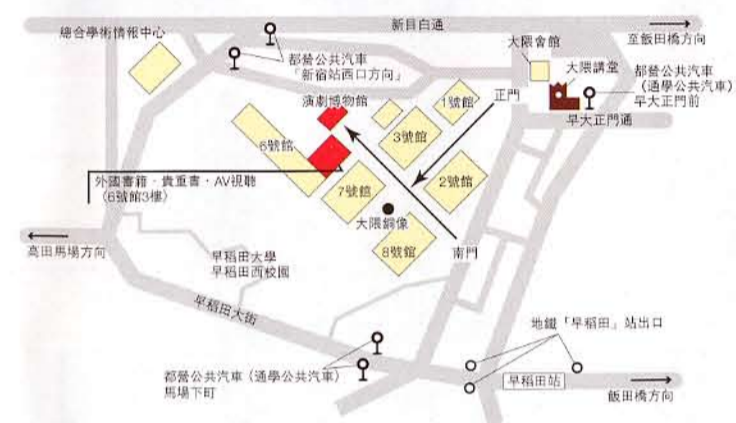 新目白通
至飯田橋方向
總合學術情報中心
都營公共汽車
「新宿站西口方向」
大隈會館
大隈講堂
都營公共汽車
(通學公共汽車)
早大正門前
早大正門通
正門
演劇博物館
1號館
3號館
2號館
6號館
7號館
8號館
外國書籍・貴重書・AV視聽
(6號館3樓)
大隈銅像
南門
高田馬場方向
早稻田大學
早稻田西校園
早稻田大街
地鐵「早稻田」站出口
都營公共汽車(通學公共汽車)
馬場下町
早稻田站
飯田橋方向